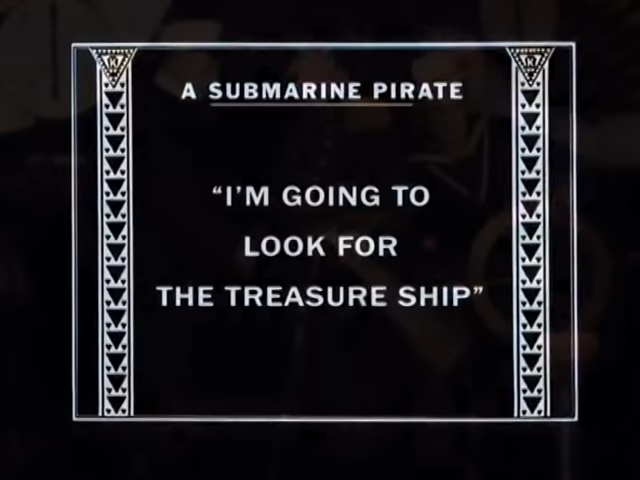 A SUBMARINE PIRATE
“I'M GOING TO
LOOK FOR
THE TREASURE SHIP”